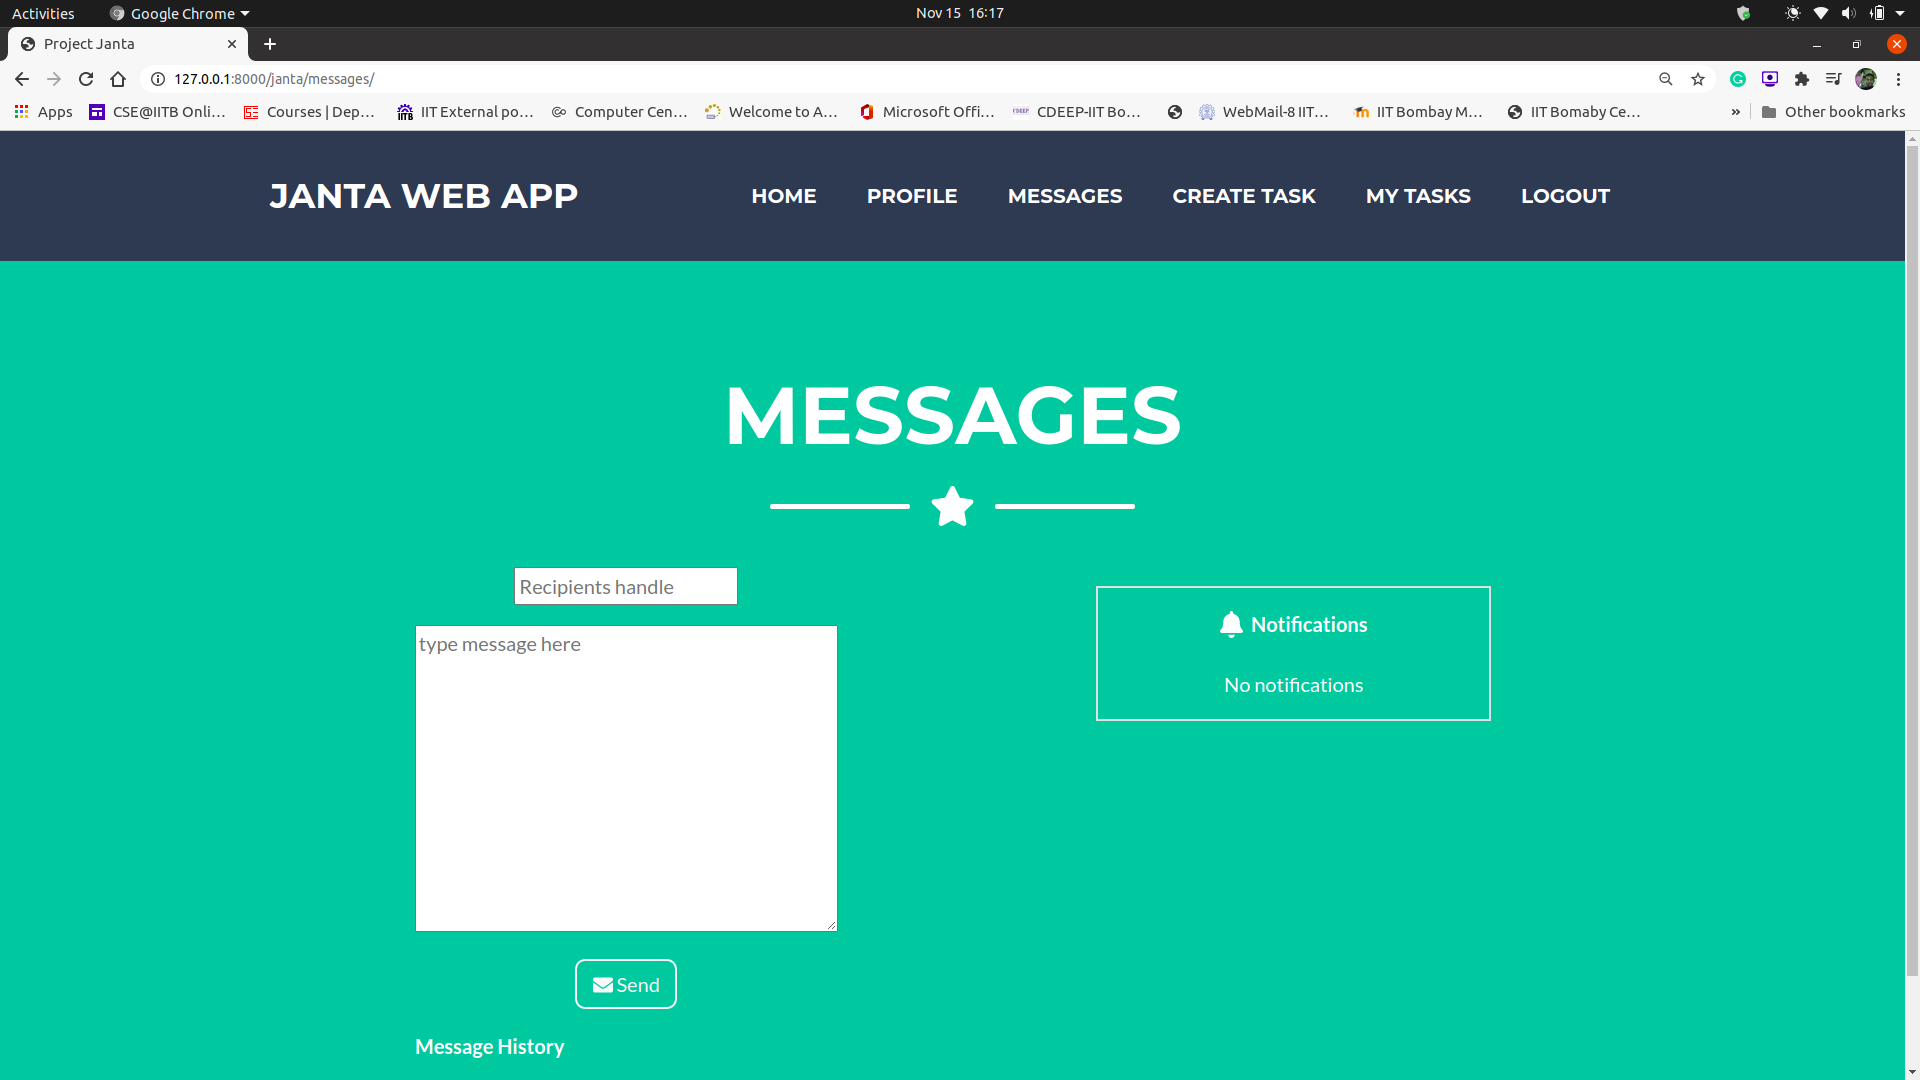 Activities Google Chrome Nov 15 16:17
Project Janta
127.0.0.1:8000/janta/messages/
Apps CSE@IITB Onli... Courses | Dep... IITB IIT External po... Computer Cen... Welcome to A... Microsoft Offi... CDEEP CDEEP-IIT Bo... WebMail-8 IIT... IIT Bombay M... IIT Bomaby Ce... » Other bookmarks
JANTA WEB APP HOME PROFILE MESSAGES CREATE TASK MY TASKS LOGOUT
MESSAGES
Recipients handle
type message here
Notifications
No notifications
Send
Message History